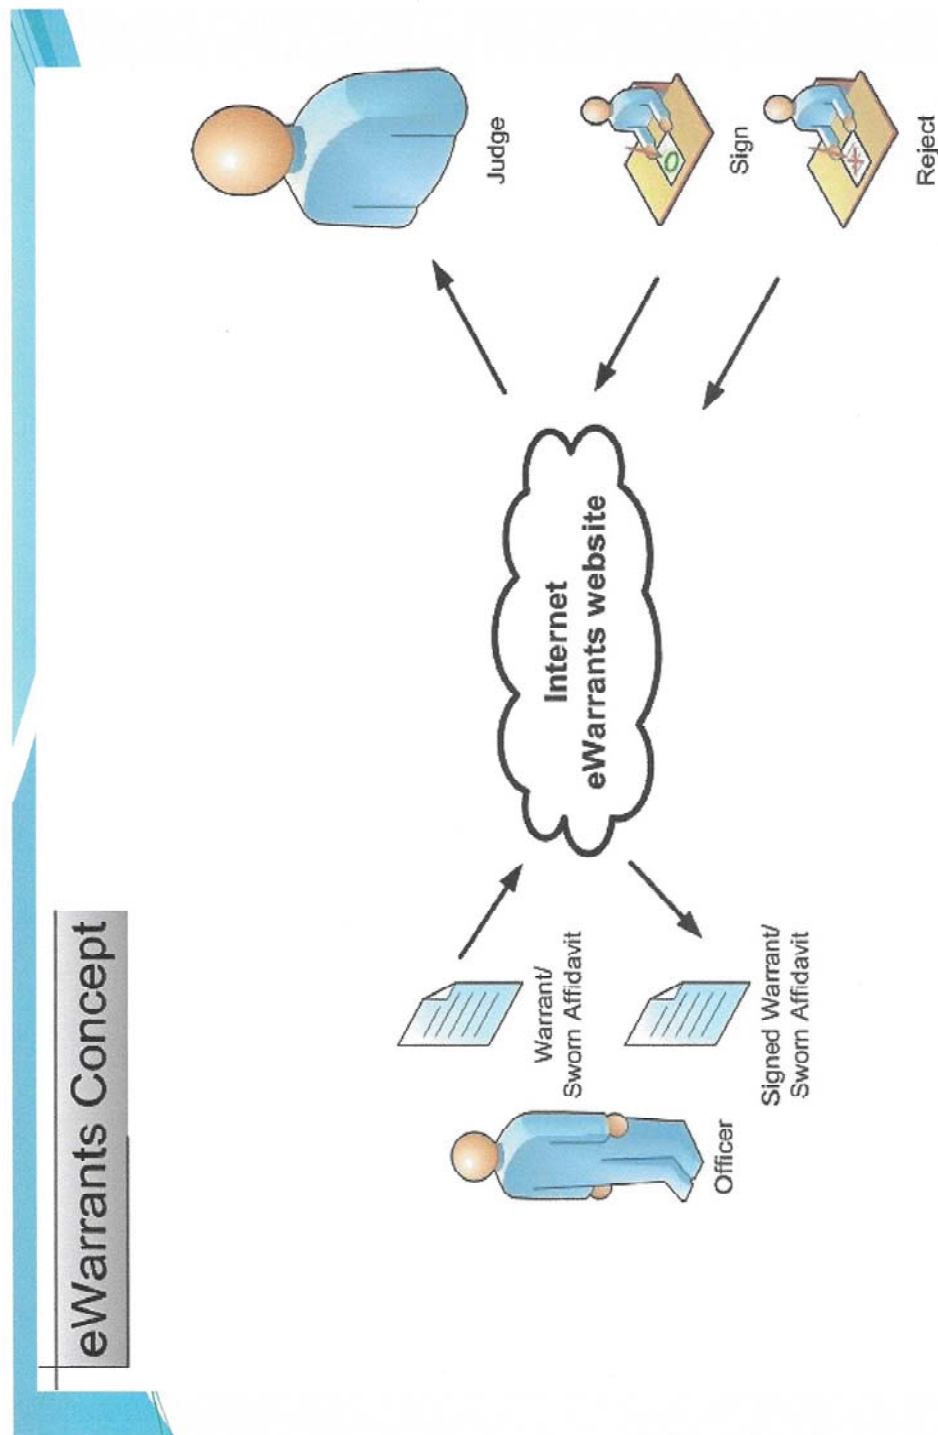 eWarrants Concept
Officer
Warrant/
Sworn Affidavit
Signed Warrant/
Sworn Affidavit
Internet
eWarrants website
Judge
Sign
Reject